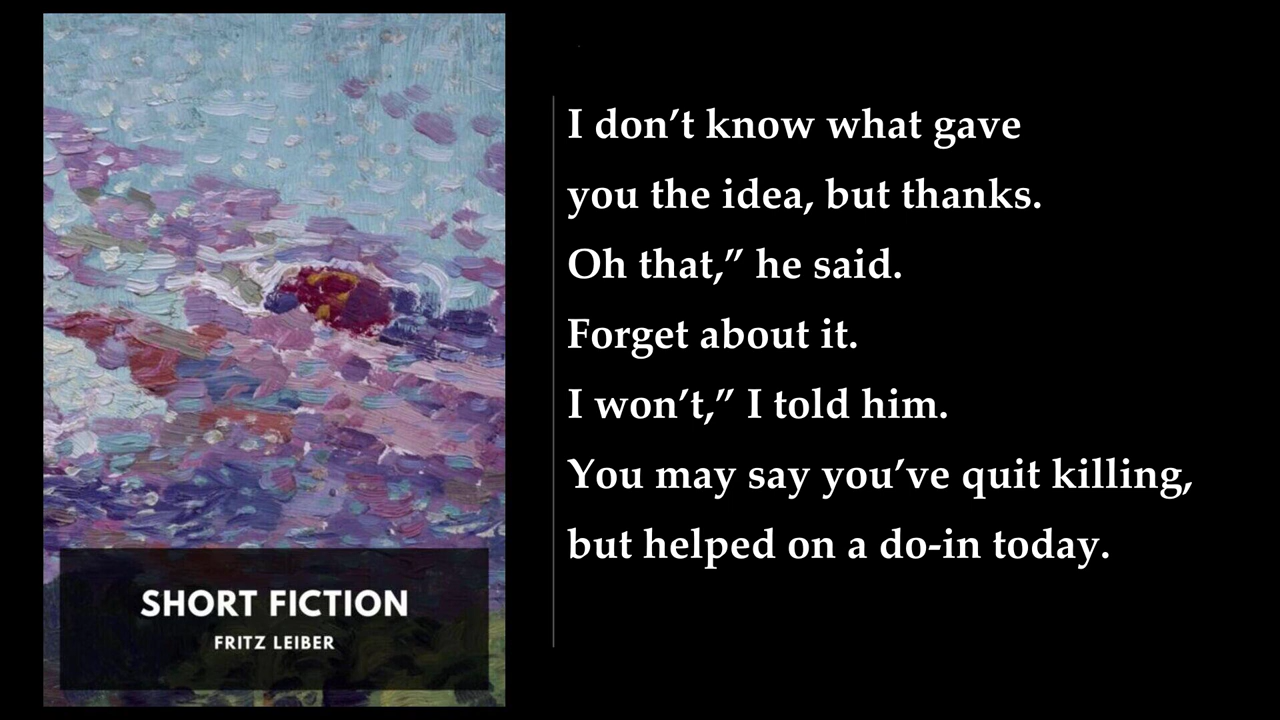 I don’t know what gave
you the idea, but thanks.
Oh that,” he said.
Forget about it.
I won’t,” I told him.
You may say you’ve quit killing,
but helped on a do-in today.
SHORT FICTION
FRITZ LEIBER